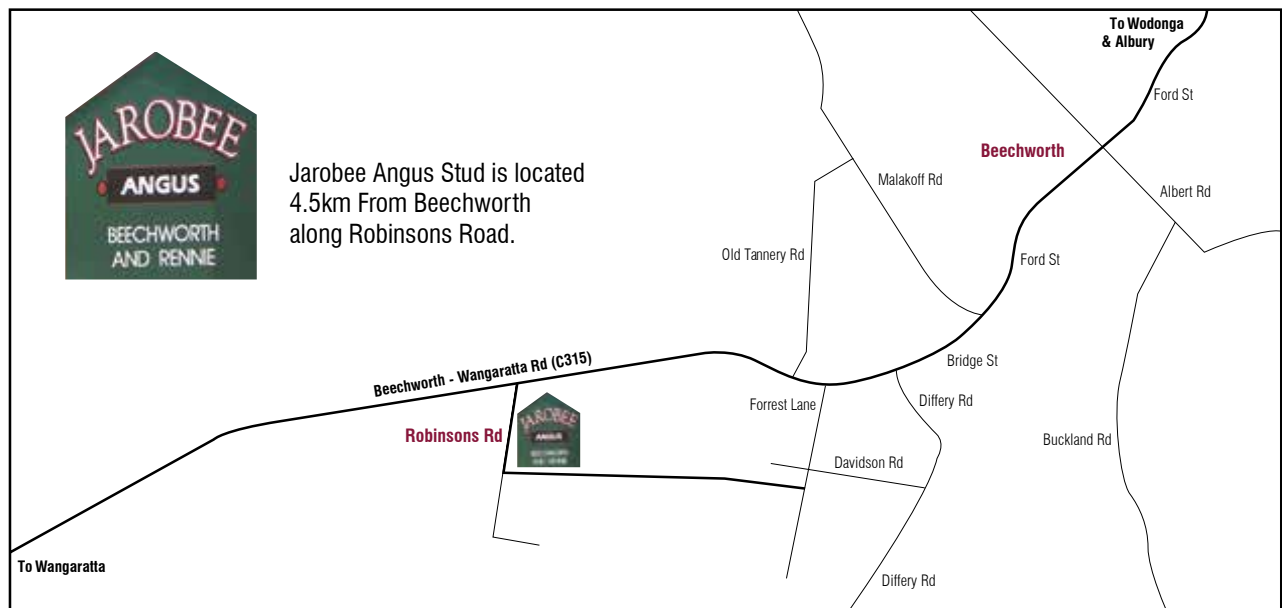 JAROBEE
ANGUS
BEECHWORTH
AND RENNIE
Jarobee Angus Stud is located
4.5km From Beechworth
along Robinsons Road.
To Wodonga
& Albury
Ford St
Beechworth
Malakoff Rd
Albert Rd
Old Tannery Rd
Ford St
Beechworth - Wangaratta Rd (C315)
Bridge St
Forrest Lane
Differy Rd
JAROBEE
ANGUS
Robinsons Rd
Buckland Rd
Davidson Rd
To Wangaratta
Differy Rd